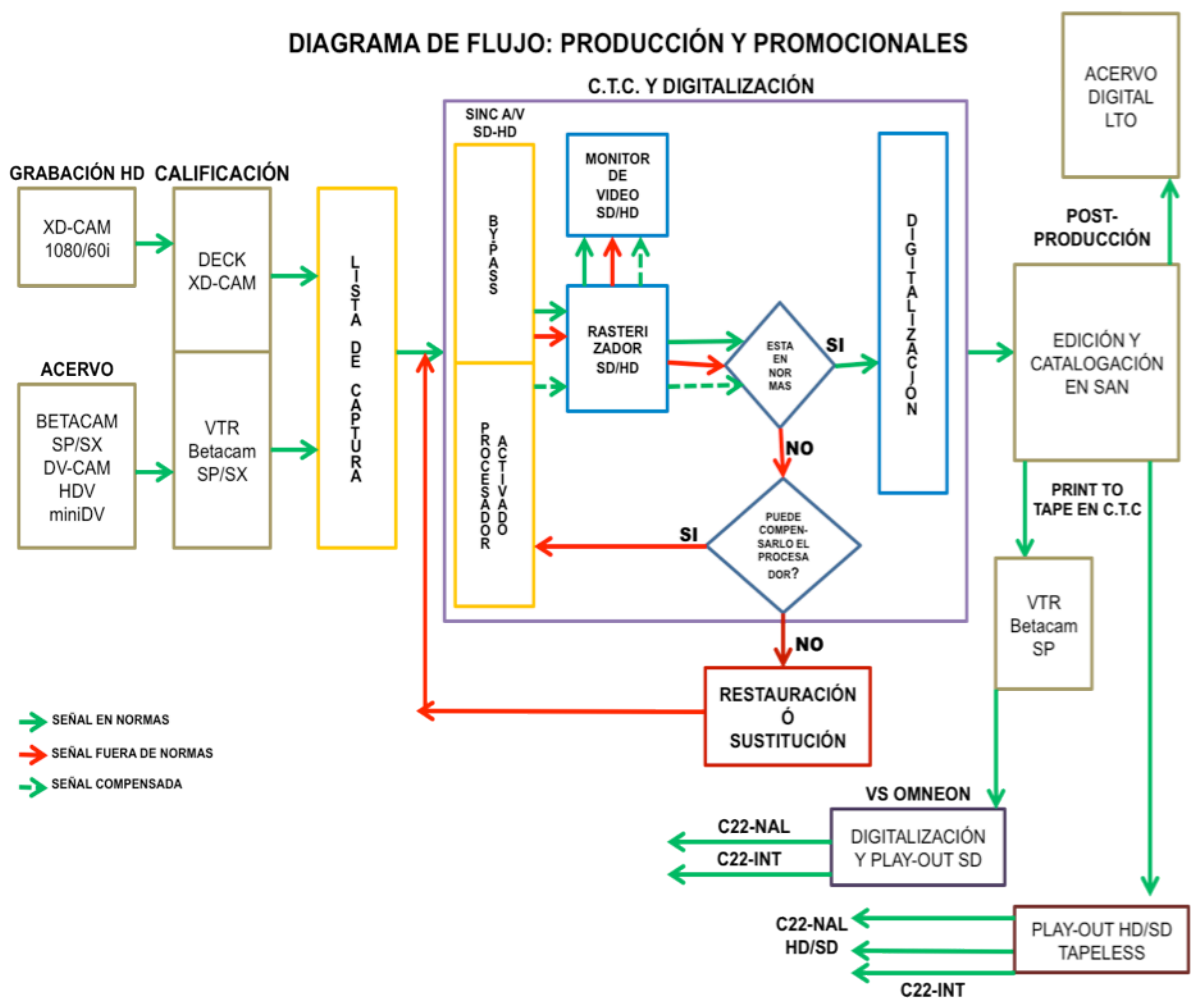 DIAGRAMA DE FLUJO: PRODUCCIÓN Y PROMOCIONALES
C.T.C. Y DIGITALIZACIÓN
ACERVO
DIGITAL
LTO
GRABACIÓN HD
XD-CAM
1080/60i
CALIFICACIÓN
DECK
XD-CAM
ACERVO
BETACAM
SP/SX
DV-CAM
HDV
miniDV
VTR
Betacam
SP/SX
LISTA DE CAPTURA
SINC A/V
SD-HD
BYPASS
PROCESADOR
ACTIVADO
MONITOR
DE
VIDEO
SD/HD
RASTERI
ZADOR
SD/HD
ESTA
EN
NOR
MAS
SI
NO
DIGITALIZACIÓN
PUEDE
COMPEN-
SARLO EL
PROCESA
DOR?
SI
NO
RESTAURACIÓN
Ó
SUSTITUCIÓN
POST-
PRODUCCIÓN
EDICIÓN Y
CATALOGACIÓN
EN SAN
PRINT TO
TAPE EN C.T.C
VTR
Betacam
SP
SEÑAL EN NORMAS
SEÑAL FUERA DE NORMAS
SEÑAL COMPENSADA
VS OMNEON
DIGITALIZACIÓN
Y PLAY-OUT SD
C22-NAL
C22-INT
PLAY-OUT HD/SD
TAPELESS
C22-NAL
HD/SD
C22-INT